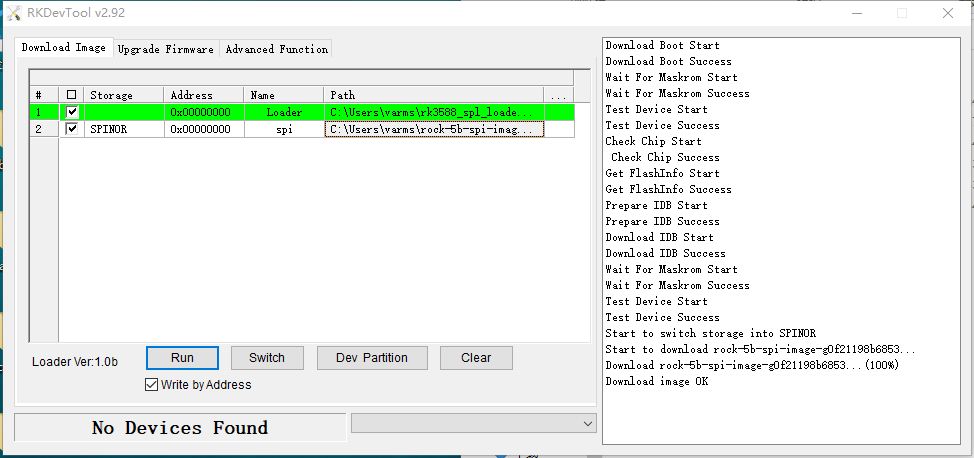 RKDevTool v2.92
Download Image Upgrade Firmware Advanced Function
# Storage Address Name Path ...
1 0x00000000 Loader C:\Users\varms\rk3588_spl_loade...
2 SPINOR 0x00000000 spi C:\Users\varms\rock-5b-spi-imag...
Loader Ver:1.0b Run Switch Dev Partition Clear
Write by Address
No Devices Found
Download Boot Start
Download Boot Success
Wait For Maskrom Start
Wait For Maskrom Success
Test Device Start
Test Device Success
Check Chip Start
Check Chip Success
Get FlashInfo Start
Get FlashInfo Success
Prepare IDB Start
Prepare IDB Success
Download IDB Start
Download IDB Success
Wait For Maskrom Start
Wait For Maskrom Success
Test Device Start
Test Device Success
Start to switch storage into SPINOR
Start to download rock-5b-spi-image-g0f21198b6853...
Download rock-5b-spi-image-g0f21198b6853...(100%)
Download image OK